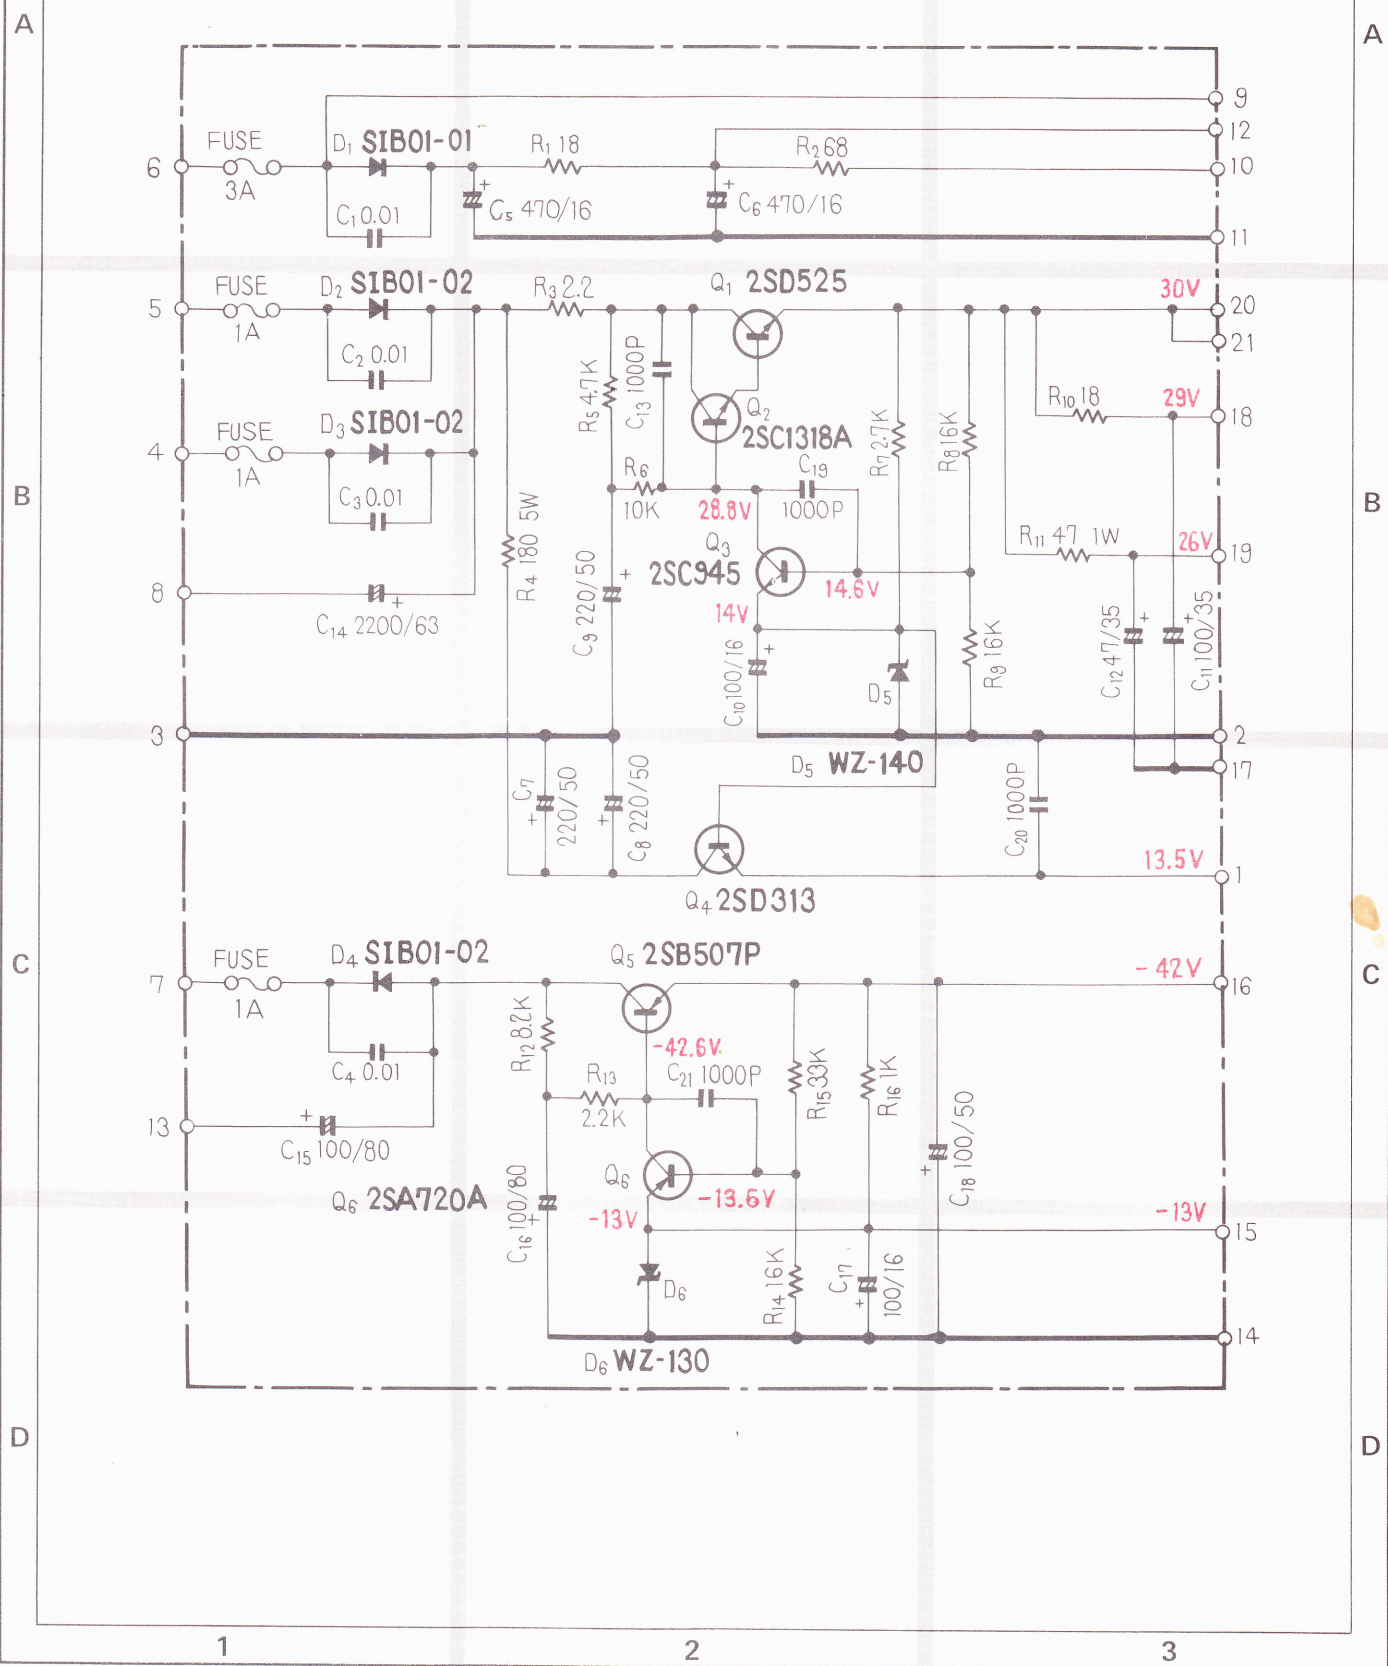 A
A
9
12
FUSE
D1 SIB01-01
R1 18
R2 68
6
10
3A
C1 0.01
+
C5 470/16
+
C6 470/16
11
FUSE
D2 SIB01-02
R3 2.2
Q1 2SD525
30V
5
20
1A
21
C2 0.01
R5 4.7K
C13 1000P
R10 18
29V
18
Q2
2SC1318A
FUSE
D3 SIB01-02
R7 2.7K
R8 16K
4
1A
R6
C19
B
B
C3 0.01
10K
28.8V
1000P
R4 180 5W
Q3
2SC945
R11 47 1W
26V
19
8
+
C14 2200/63
C9 220/50
+
14.6V
14V
C10 100/16
+
D5
R9 16K
C12 47/35
+
C11 100/35
+
3
2
D5 WZ-140
17
C7
220/50
+
C8 220/50
+
C20 1000P
13.5V
1
Q4 2SD313
C
C
FUSE
D4 SIB01-02
Q5 2SB507P
-42V
7
16
1A
R12 8.2K
-42.6V
C4 0.01
R13
C21 1000P
R15 33K
R16 1K
2.2K
13
+
C15 100/80
C18 100/50
+
Q6
Q6 2SA720A
C16 100/80
+
-13.6V
-13V
-13V
15
D6
R14 16K
C17
100/16
+
14
D6 WZ-130
D
D
1
2
3